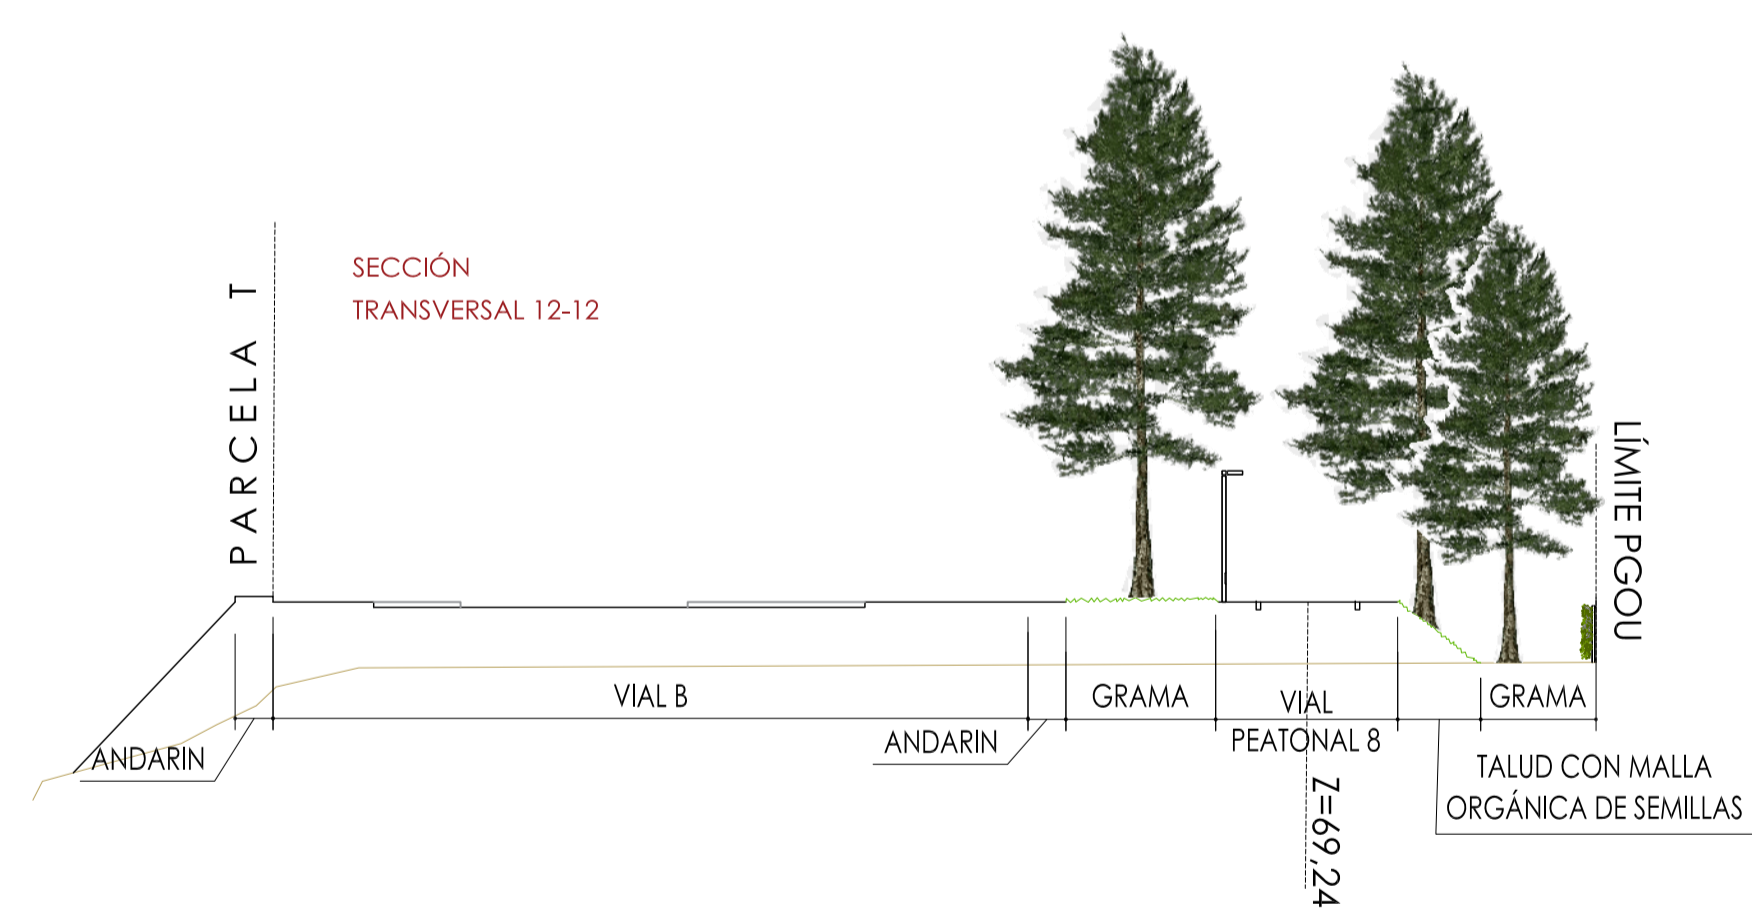 SECCIÓN
TRANSVERSAL 12-12
PARCELA T
LÍMITE PGOU
VIAL B
GRAMA
VIAL
PEATONAL 8
GRAMA
ANDARIN
ANDARIN
TALUD CON MALLA
ORGÁNICA DE SEMILLAS
Z=69,24